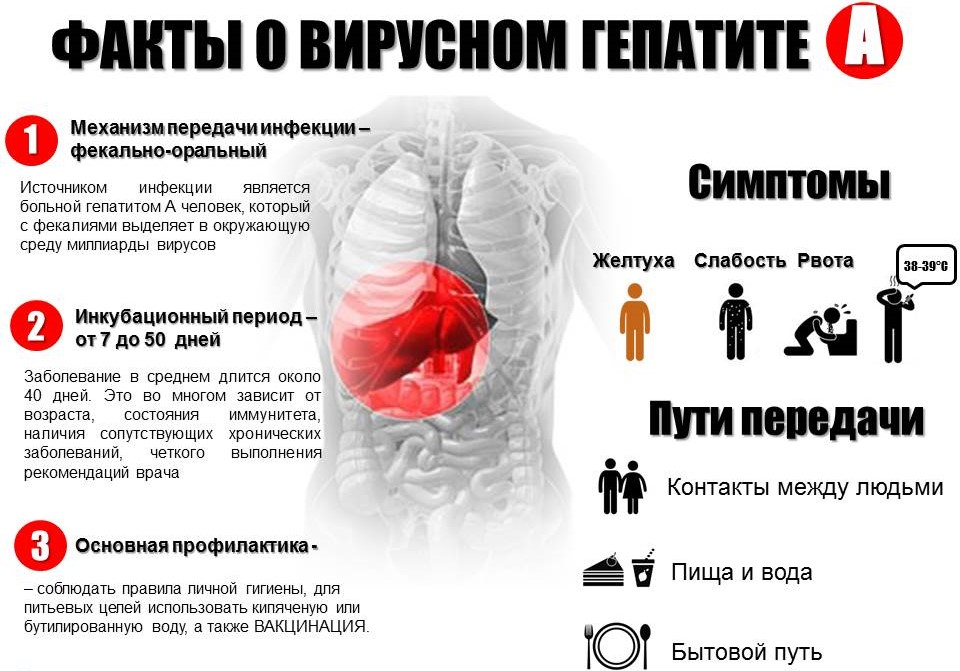 ФАКТЫ О ВИРУСНОМ ГЕПАТИТЕ А
1
Механизм передачи инфекции –
фекально-оральный
Источником инфекции является
больной гепатитом А человек, который
с фекалиями выделяет в окружающую
среду миллиарды вирусов
2
Инкубационный период –
от 7 до 50 дней
Заболевание в среднем длится около
40 дней. Это во многом зависит от
возраста, состояния иммунитета,
наличия сопутствующих хронических
заболеваний, четкого выполнения
рекомендаций врача
3
Основная профилактика -
– соблюдать правила личной гигиены, для
питьевых целей использовать кипяченую или
бутилированную воду, а также ВАКЦИНАЦИЯ.
Симптомы
Желтуха Слабость Рвота
38-39°С
Пути передачи
Контакты между людьми
Пища и вода
Бытовой путь